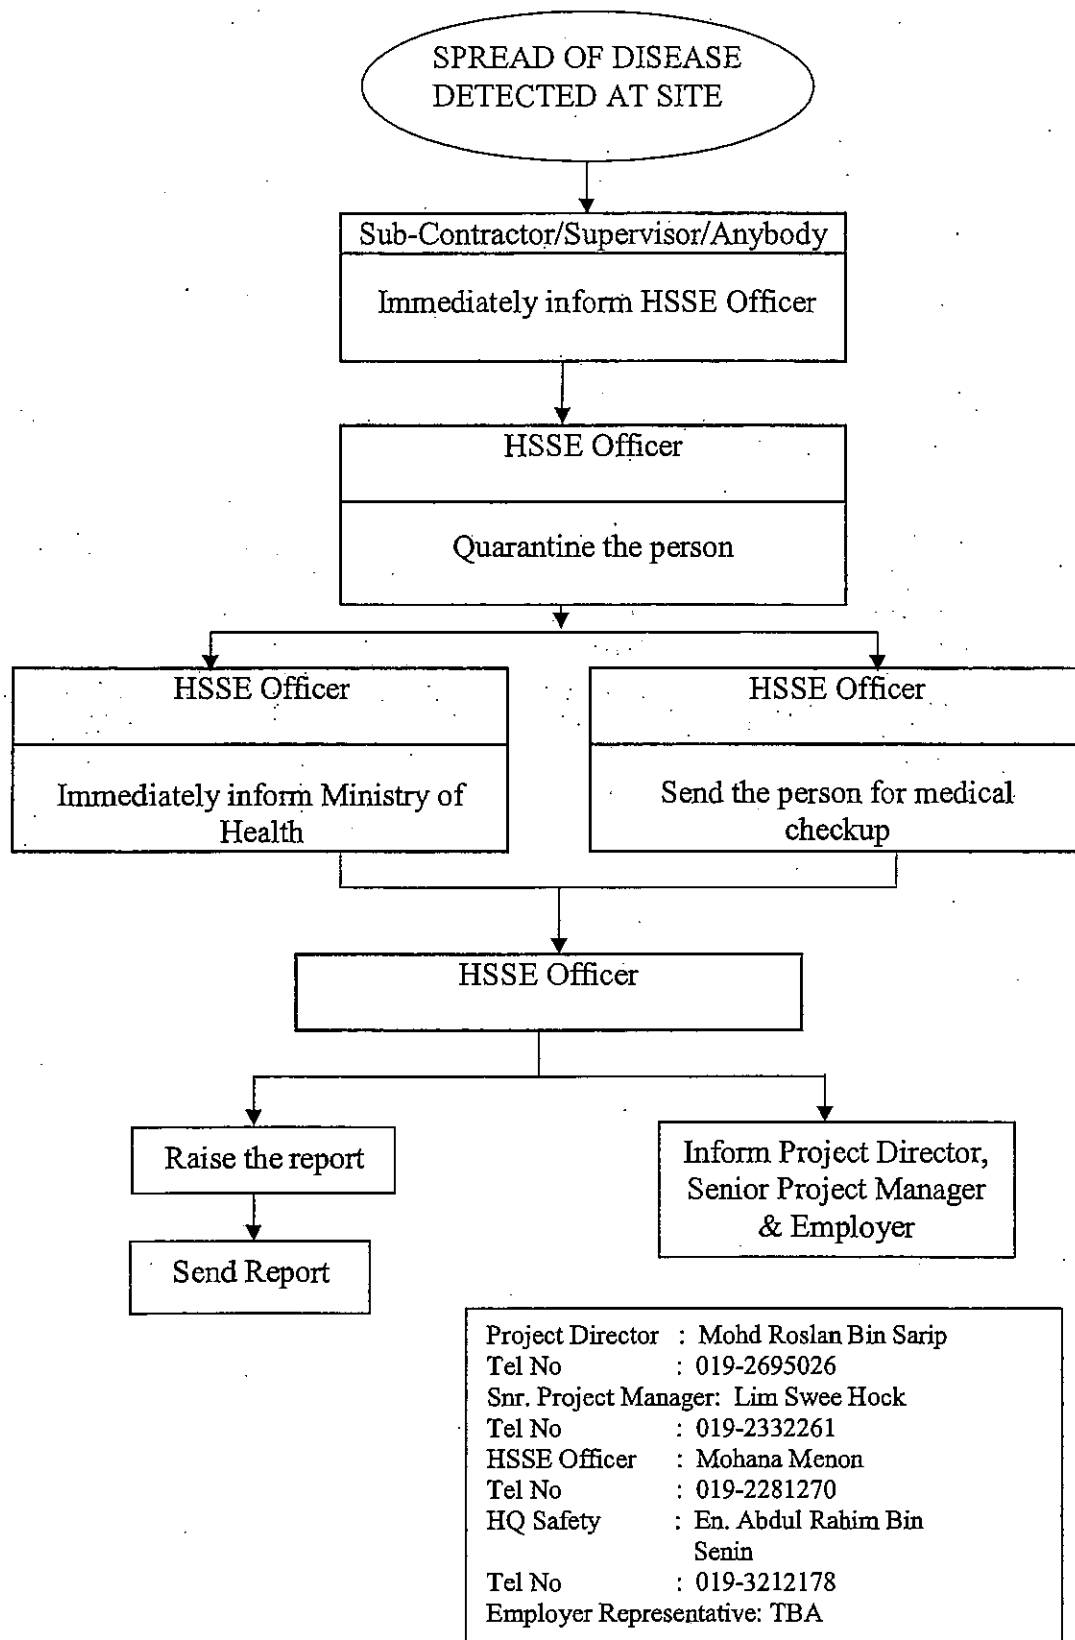 SPREAD OF DISEASE
DETECTED AT SITE
Sub-Contractor/Supervisor/Anybody
Immediately inform HSSE Officer
HSSE Officer
Quarantine the person
HSSE Officer
Immediately inform Ministry of
Health
HSSE Officer
Send the person for medical
checkup
HSSE Officer
Raise the report
Send Report
Inform Project Director,
Senior Project Manager
& Employer
Project Director : Mohd Roslan Bin Sarip
Tel No : 019-2695026
Snr. Project Manager: Lim Swee Hock
Tel No : 019-2332261
HSSE Officer : Mohana Menon
Tel No : 019-2281270
HQ Safety : En. Abdul Rahim Bin
Senin
Tel No : 019-3212178
Employer Representative: TBA